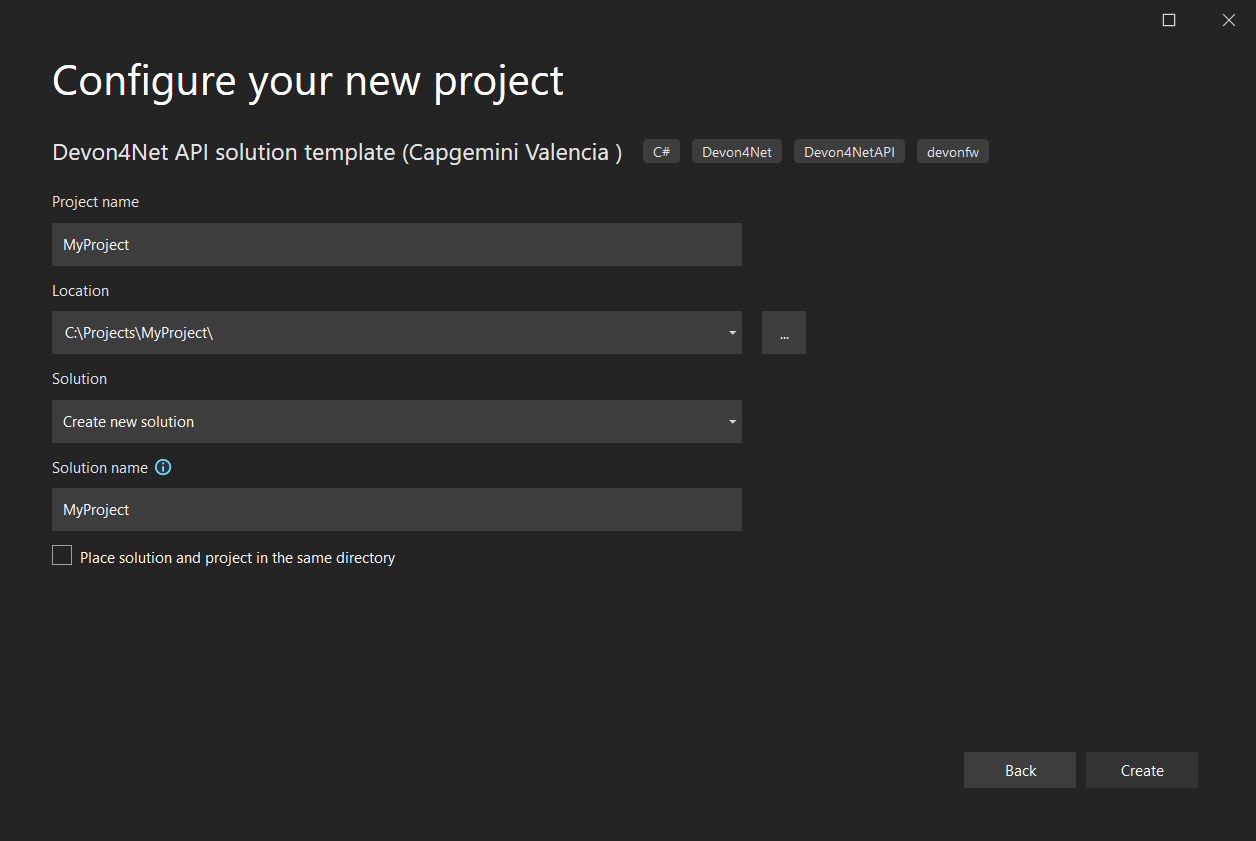 Configure your new project
Devon4Net API solution template (Capgemini Valencia ) C# Devon4Net Devon4NetAPI devonfw
Project name
MyProject
Location
C:\Projects\MyProject\
...
Solution
Create new solution
Solution name
MyProject
Place solution and project in the same directory
Back Create